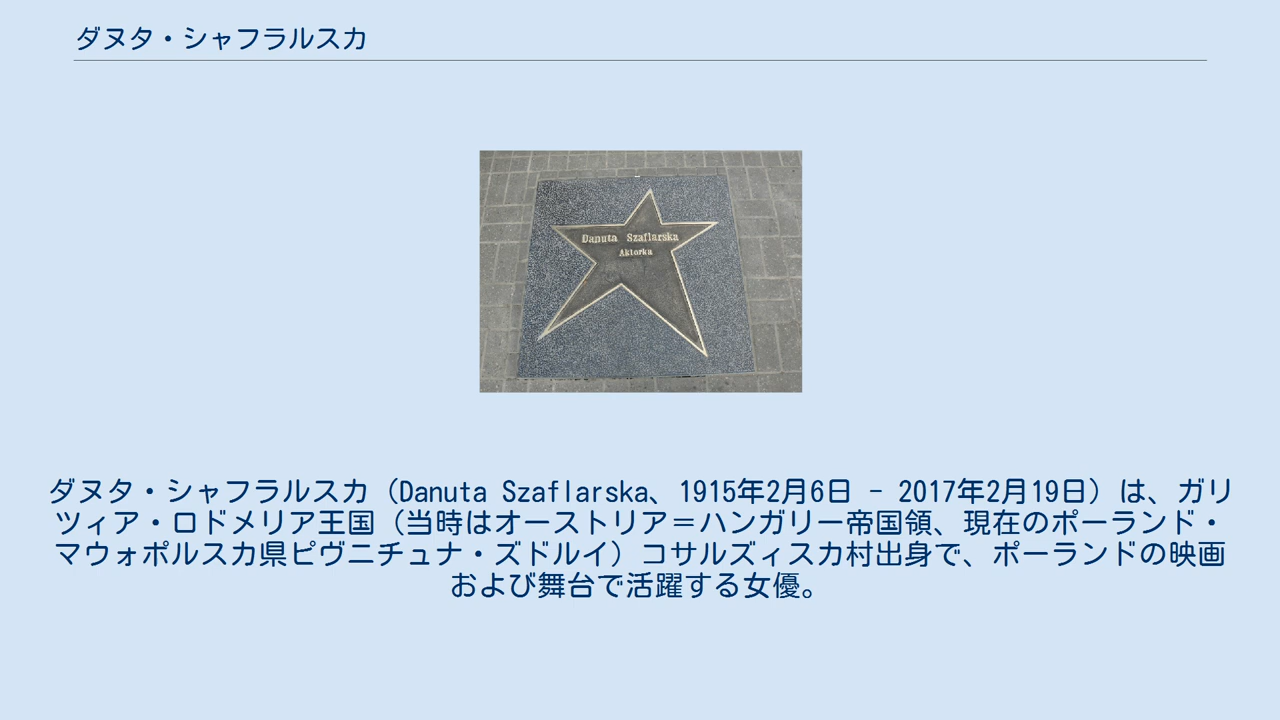 ダヌタ・シャフラルスカ
Danuta Szaflarska
Aktorka
ダヌタ・シャフラルスカ（Danuta Szaflarska、1915年2月6日 - 2017年2月19日）は、ガリ
ツィア・ロドメリア王国（当時はオーストリア＝ハンガリー帝国領、現在のポーランド・
マウォポルスカ県ピヴニチュナ・ズドルイ）コサルズィスカ村出身で、ポーランドの映画
および舞台で活躍する女優。